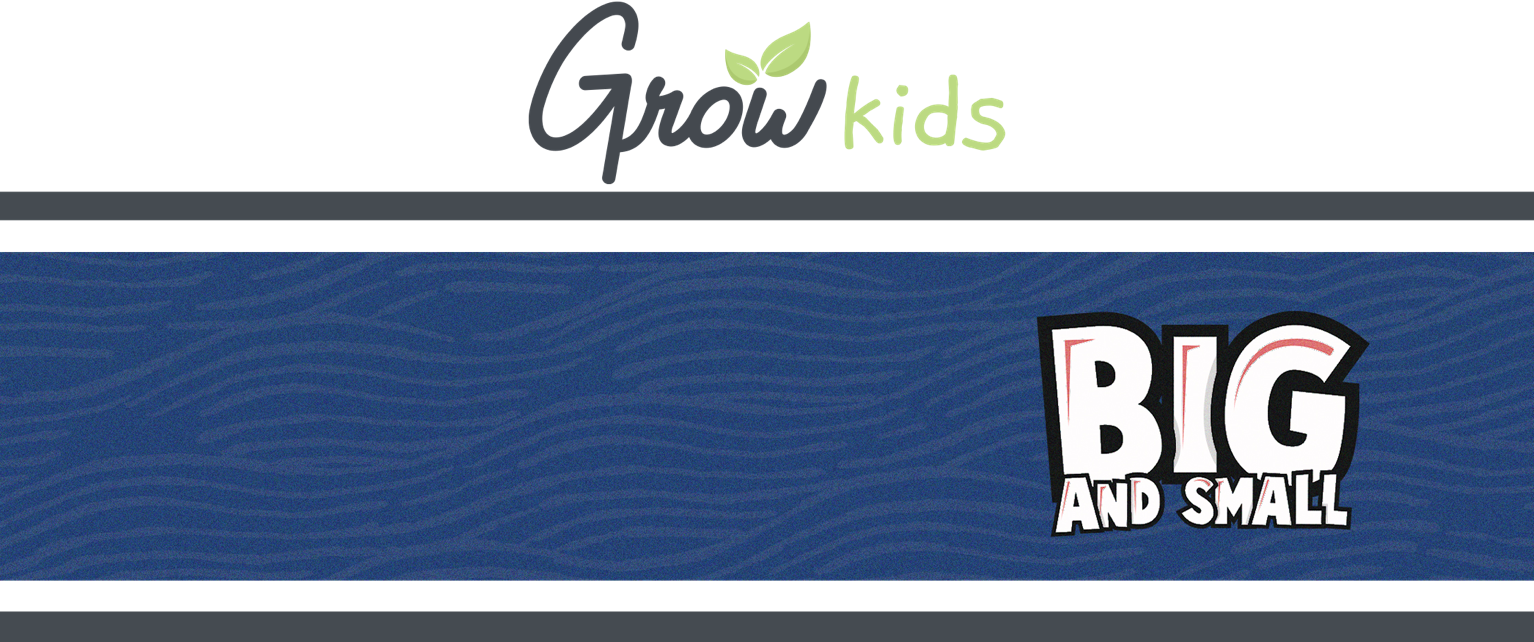 Grow kids
BIG
AND SMALL